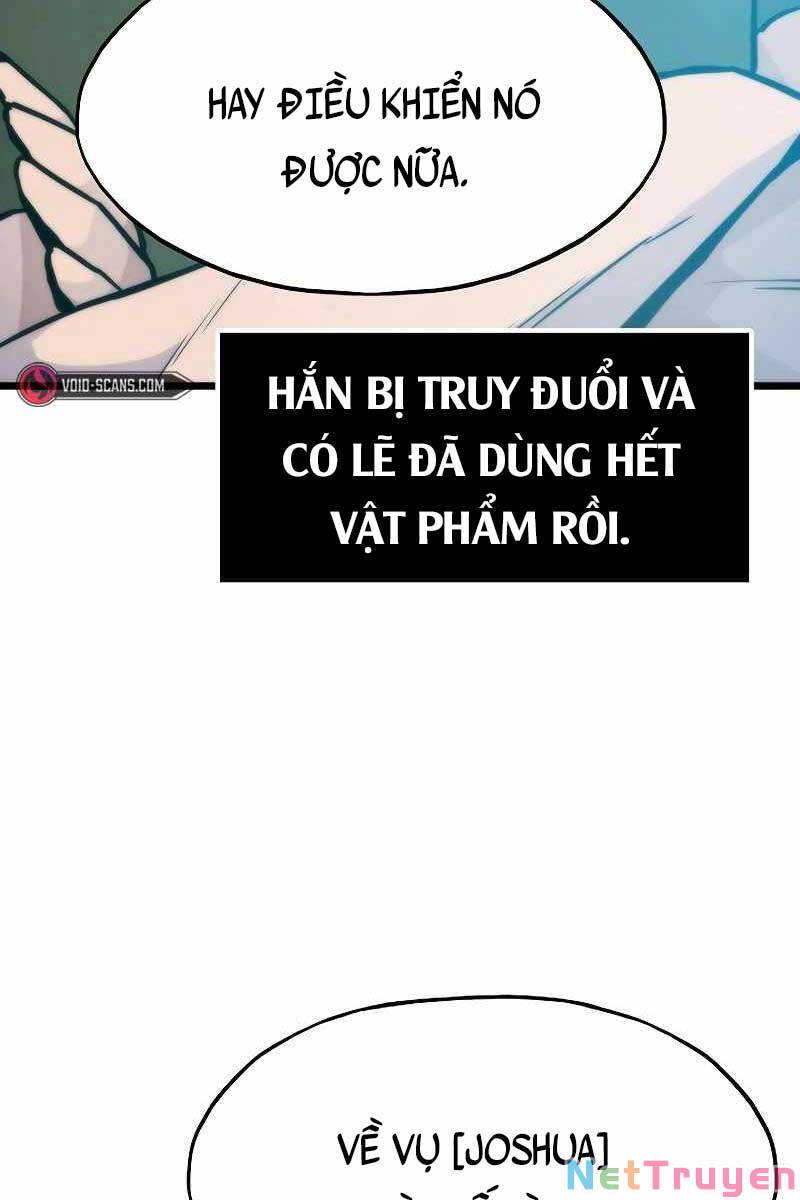 HAY ĐIỀU KHIỂN NÓ
ĐƯỢC NỮA.
VOID-SCANS.COM
HẮN BỊ TRUY ĐUỔI VÀ
CÓ LẼ ĐÃ DÙNG HẾT
VẬT PHẨM RỒI.
VỀ VỤ [JOSHUA]
NetTruyen